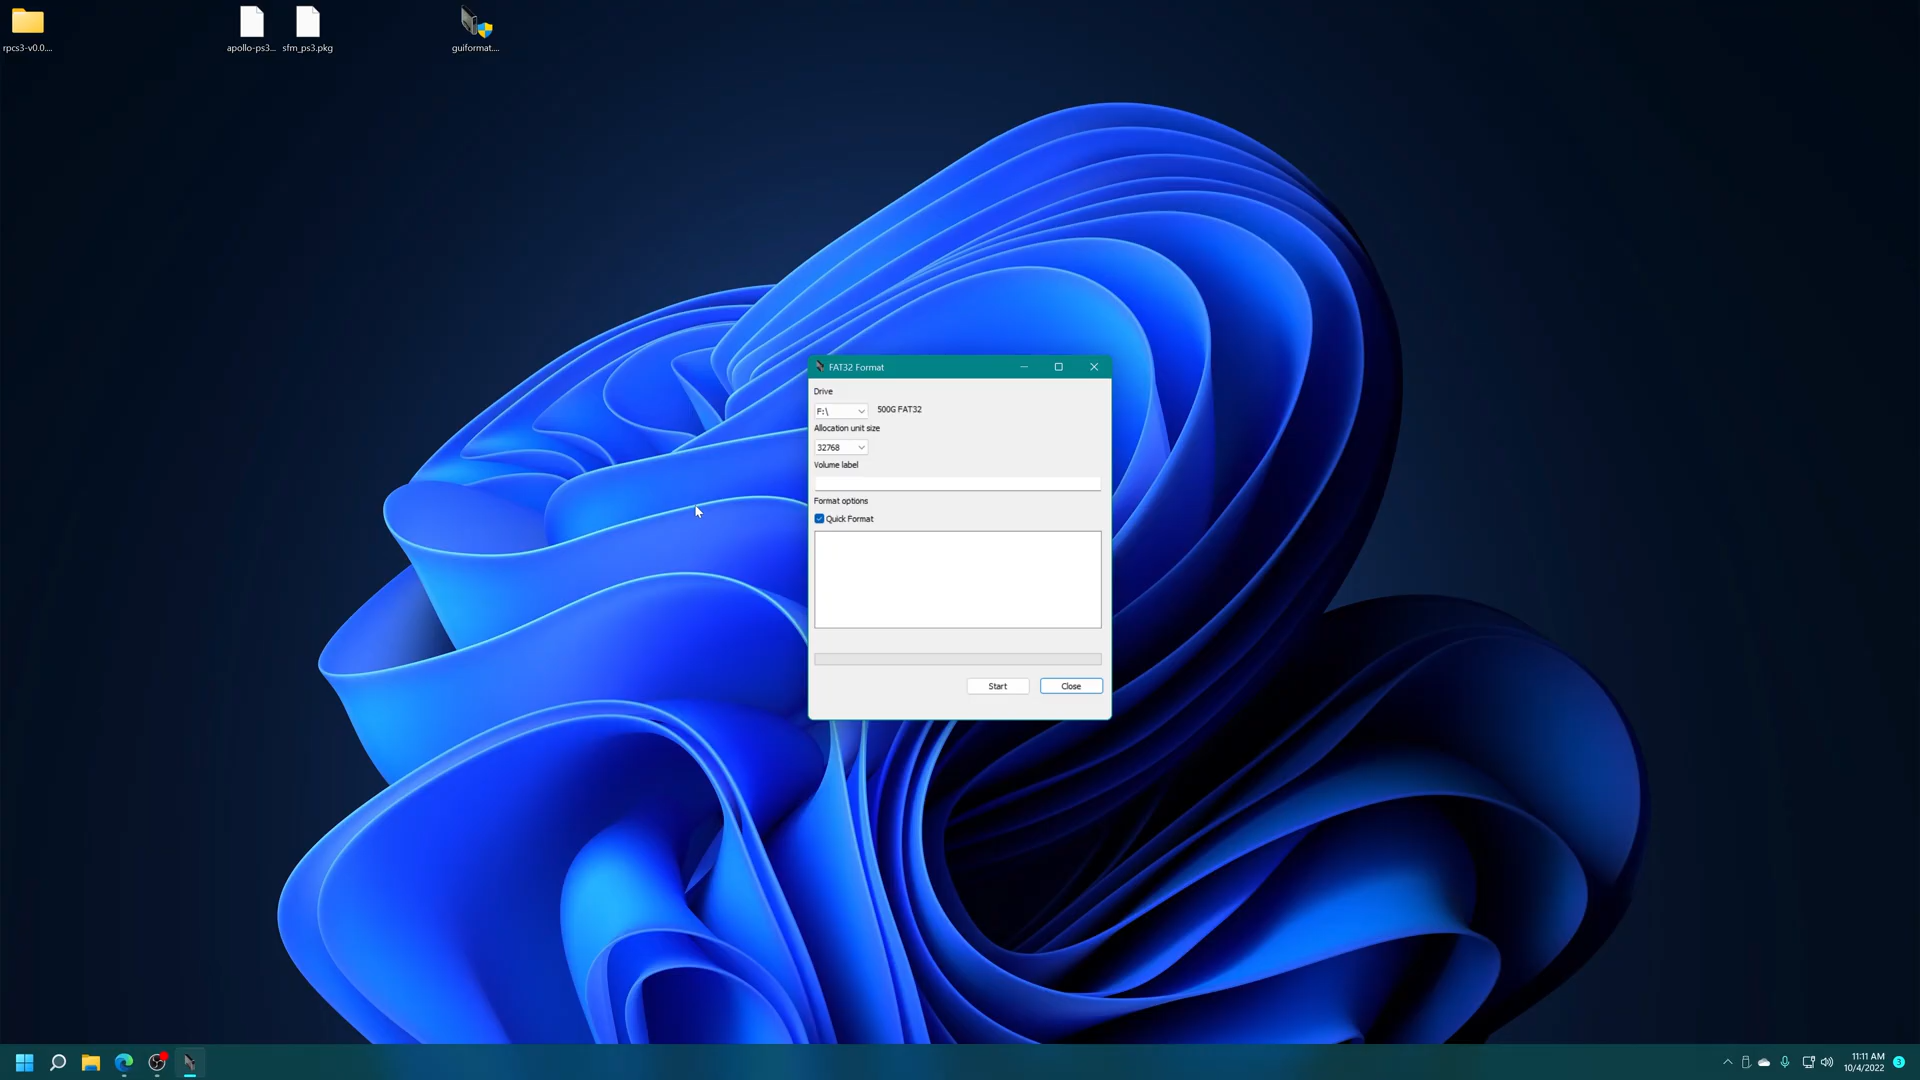 rpcs3-v0.0....
apollo-ps3...
sfm_ps3.pkg
guiformat....
FAT32 Format
Drive
F:\
500G FAT32
Allocation unit size
32768
Volume label
Format options
Quick Format
Start
Close
11:11 AM
10/4/2022
3